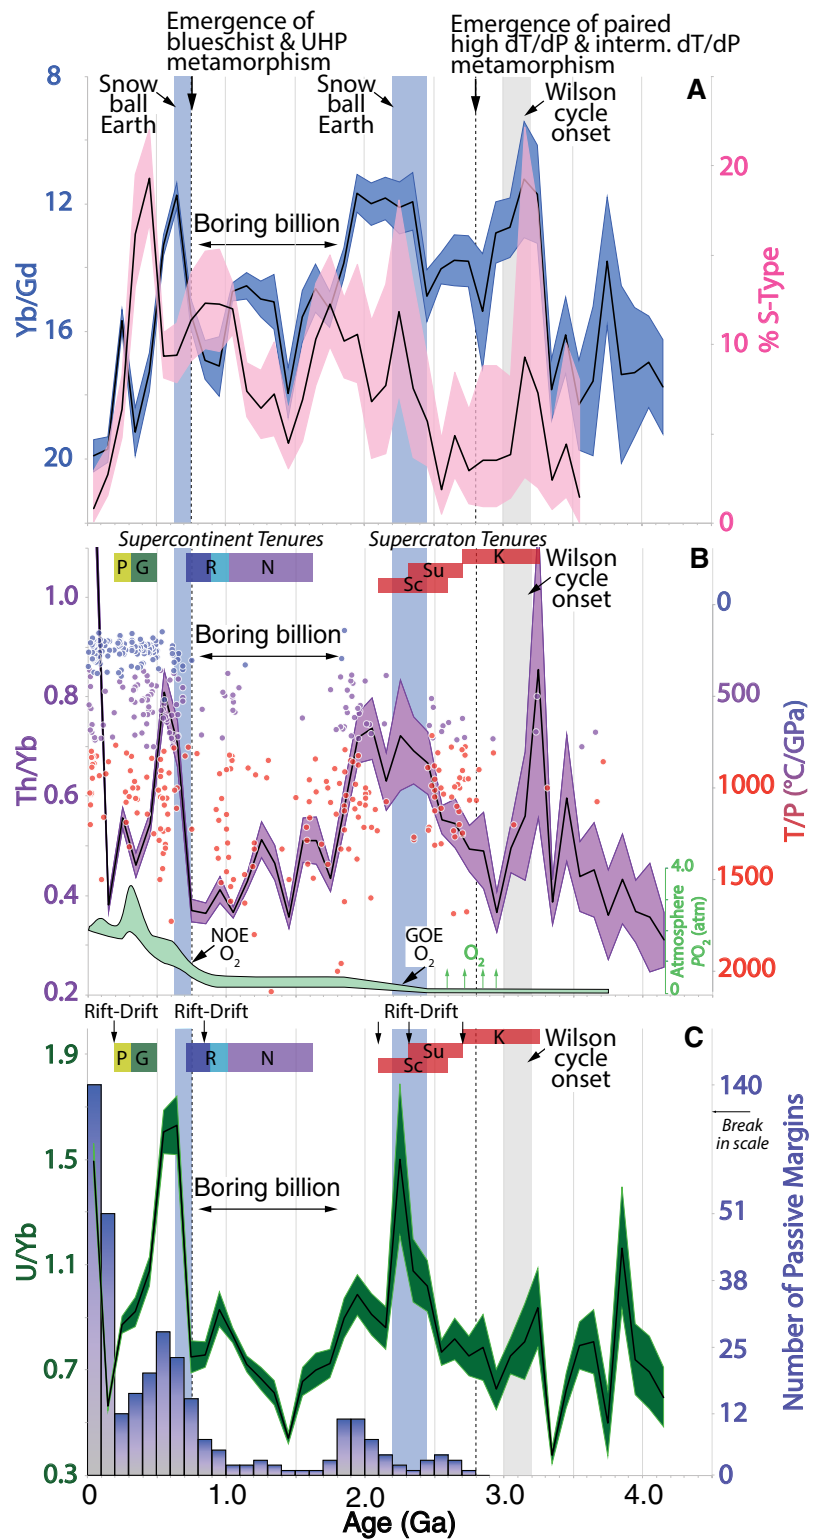 Emergence of
blueschist & UHP
metamorphism
Emergence of paired
high dT/dP & interm. dT/dP
metamorphism
Snow
ball
Earth
Snow
ball
Earth
Wilson
cycle
onset
A
Boring billion
8
12
16
20
Yb/Gd
20
10
0
% S-Type
Supercontinent Tenures
Supercraton Tenures
P G
R
N
Sc
Su
K
Wilson
cycle
onset
B
Boring billion
1.0
0.8
0.6
0.4
0.2
Th/Yb
0
500
1000
1500
2000
T/P (°C/GPa)
NOE
O2
GOE
O2
O2
4.0
0
Atmosphere
PO2 (atm)
Rift-Drift
Rift-Drift
Rift-Drift
P G
R
N
Sc
Su
K
Wilson
cycle
onset
C
Boring billion
1.9
1.5
1.1
0.7
0.3
U/Yb
140
Break
in scale
51
38
25
12
0
Number of Passive Margins
0
1.0
2.0
3.0
4.0
Age (Ga)